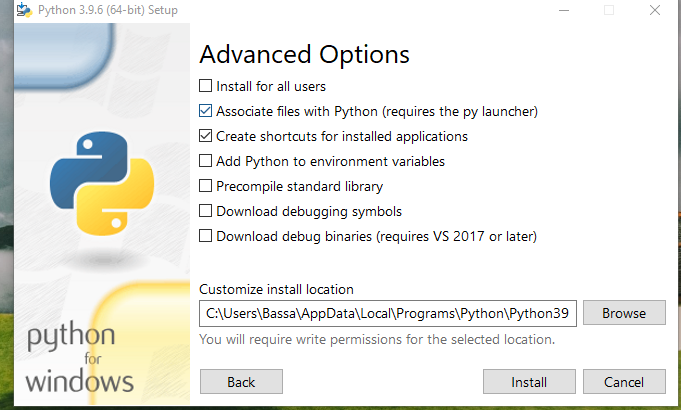 Python 3.9.6 (64-bit) Setup
Advanced Options
Install for all users
Associate files with Python (requires the py launcher)
Create shortcuts for installed applications
Add Python to environment variables
Precompile standard library
Download debugging symbols
Download debug binaries (requires VS 2017 or later)
Customize install location
C:\Users\Bassa\AppData\Local\Programs\Python\Python39
Browse
You will require write permissions for the selected location.
python
for
windows
Back
Install
Cancel